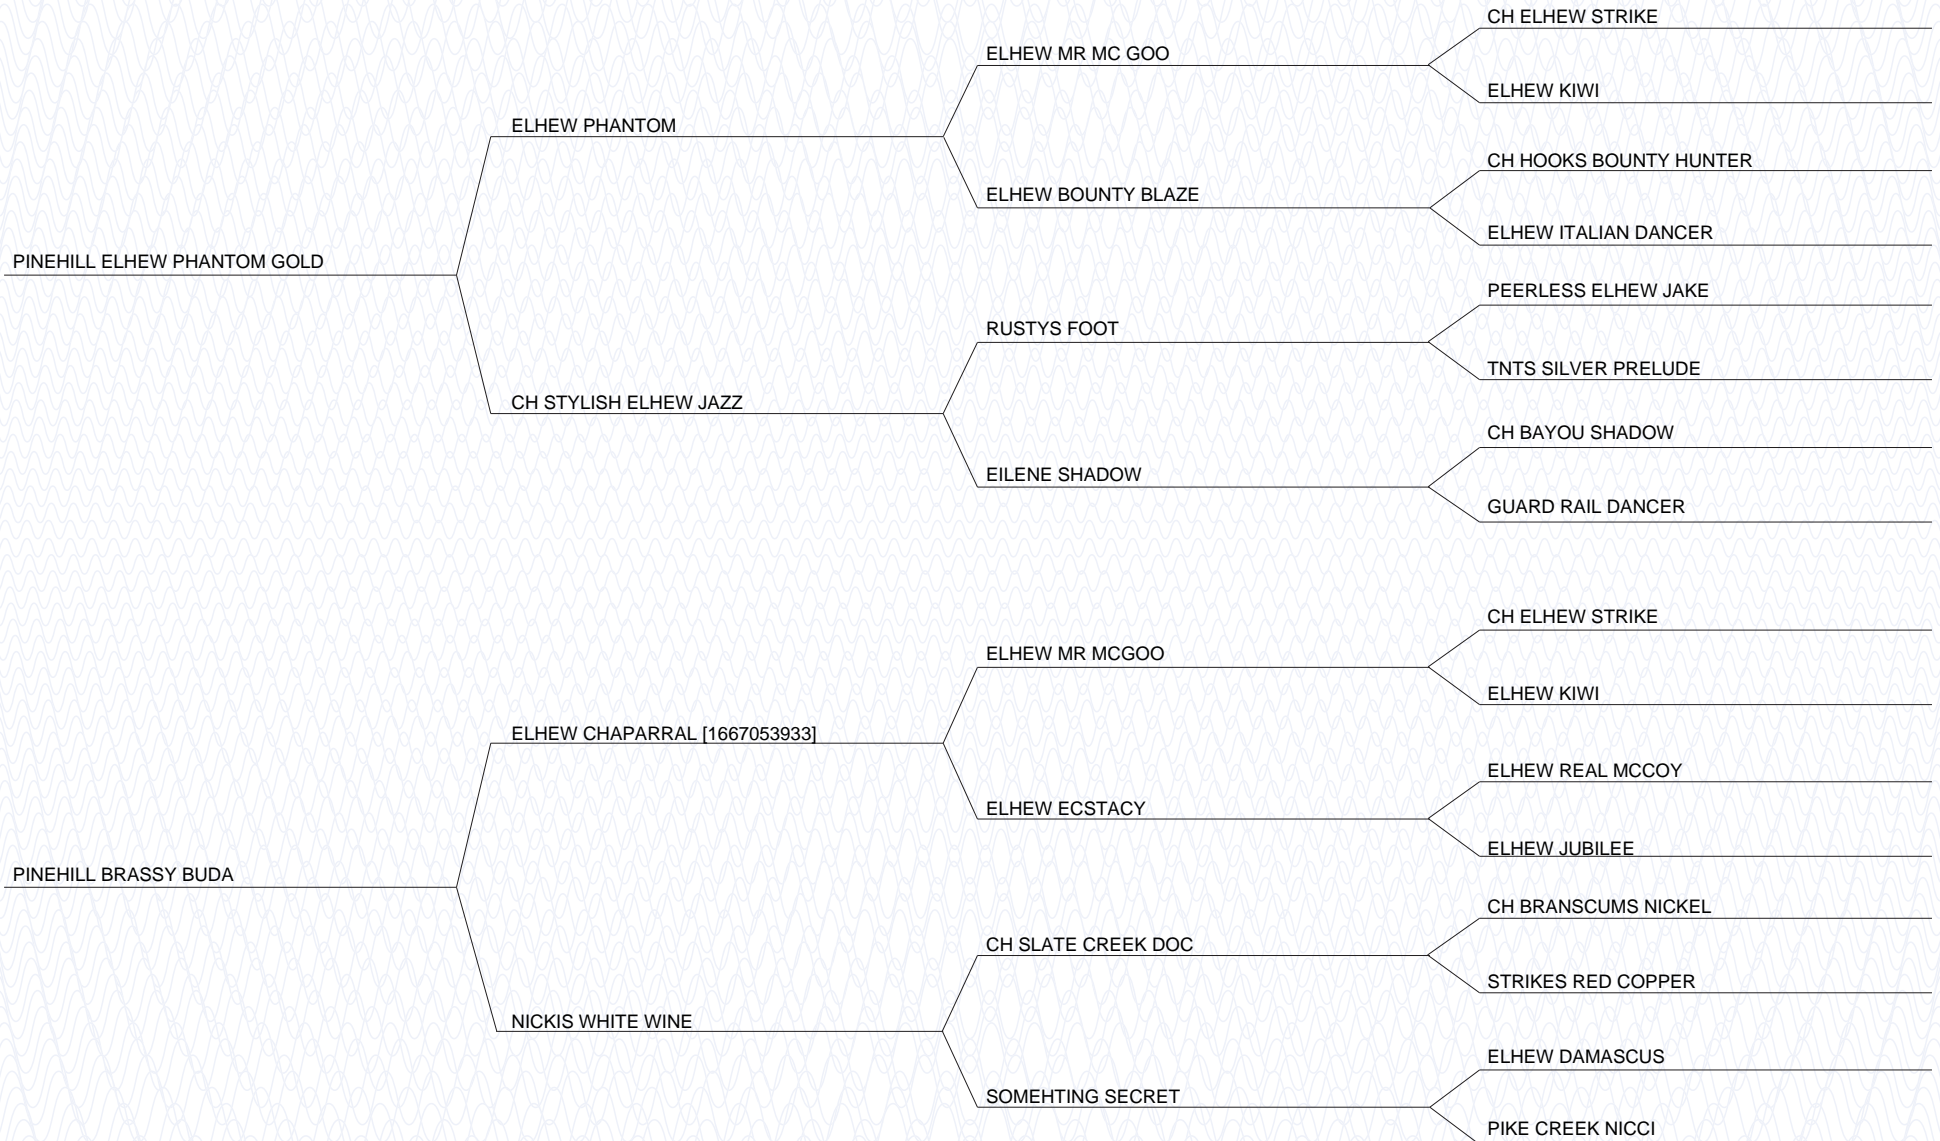 CH ELHEW STRIKE
ELHEW MR MC GOO
ELHEW KIWI
ELHEW PHANTOM
CH HOOKS BOUNTY HUNTER
ELHEW BOUNTY BLAZE
ELHEW ITALIAN DANCER
PINEHILL ELHEW PHANTOM GOLD
PEERLESS ELHEW JAKE
RUSTYS FOOT
TNTS SILVER PRELUDE
CH STYLISH ELHEW JAZZ
CH BAYOU SHADOW
EILENE SHADOW
GUARD RAIL DANCER
CH ELHEW STRIKE
ELHEW MR MCGOO
ELHEW KIWI
ELHEW CHAPARRAL [1667053933]
ELHEW REAL MCCOY
ELHEW ECSTACY
ELHEW JUBILEE
PINEHILL BRASSY BUDA
CH BRANSCUMS NICKEL
CH SLATE CREEK DOC
STRIKES RED COPPER
NICKIS WHITE WINE
ELHEW DAMASCUS
SOMEHTING SECRET
PIKE CREEK NICCI